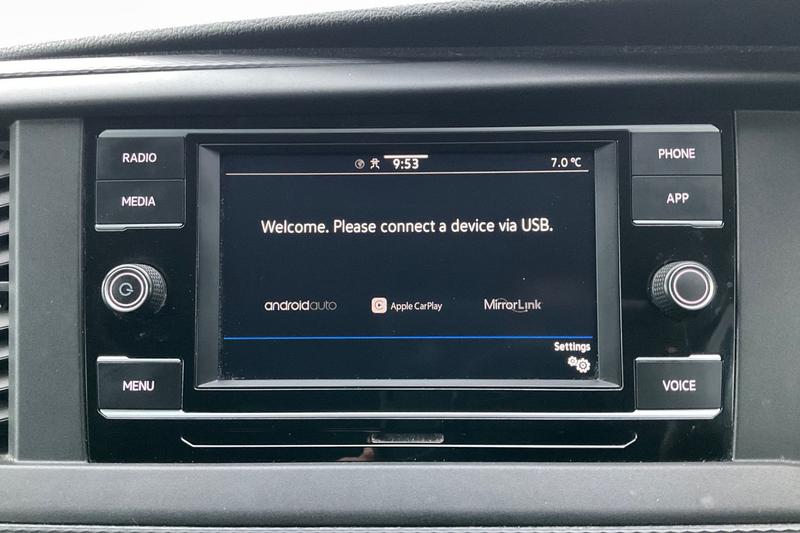 RADIO
MEDIA
MENU
9:53
7.0 °C
Welcome. Please connect a device via USB.
androidauto
Apple CarPlay
MirrorLink
Settings
PHONE
APP
VOICE